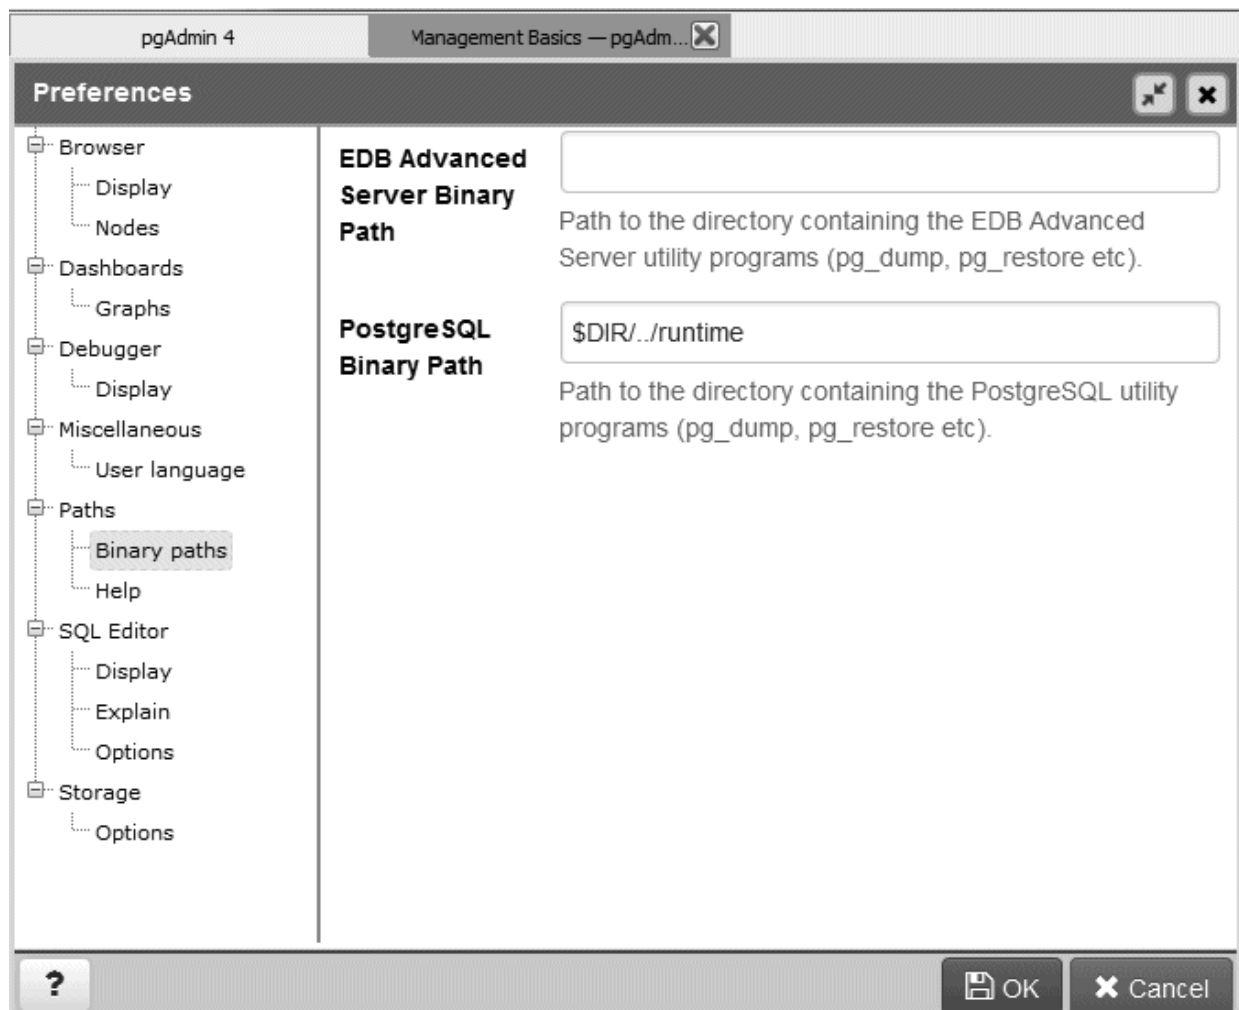 pgAdmin 4
Management Basics — pgAdm...
Preferences
Browser
Display
Nodes
Dashboards
Graphs
Debugger
Display
Miscellaneous
User language
Paths
Binary paths
Help
SQL Editor
Display
Explain
Options
Storage
Options
EDB Advanced
Server Binary
Path
Path to the directory containing the EDB Advanced
Server utility programs (pg_dump, pg_restore etc).
PostgreSQL
Binary Path
$DIR/../runtime
Path to the directory containing the PostgreSQL utility
programs (pg_dump, pg_restore etc).
?
OK
Cancel